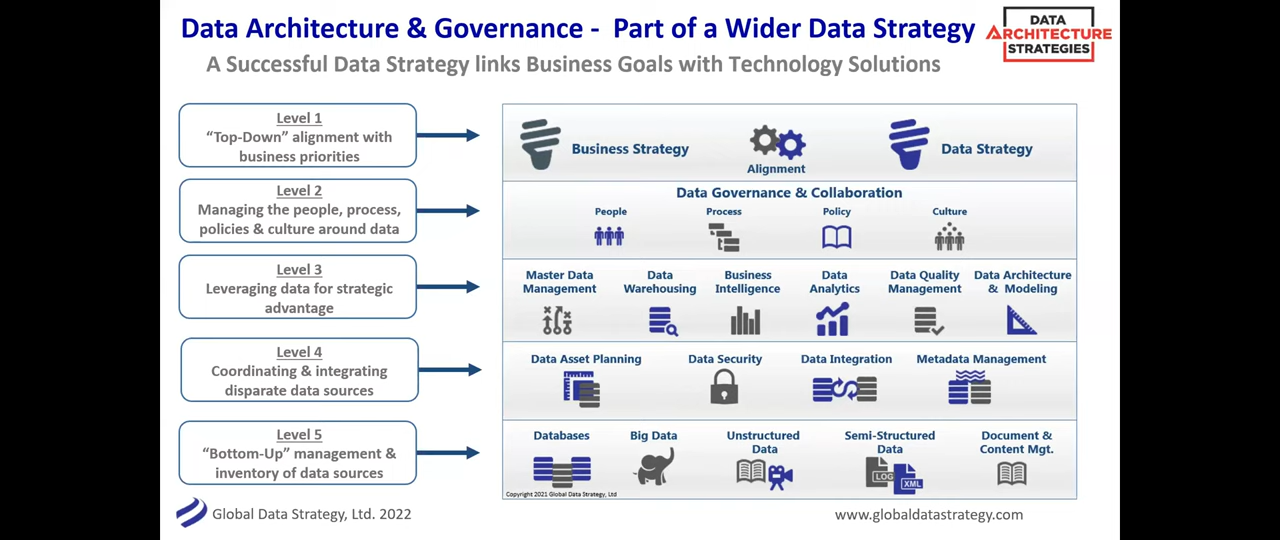 Data Architecture & Governance - Part of a Wider Data Strategy
DATA
ARCHITECTURE
STRATEGIES
A Successful Data Strategy links Business Goals with Technology Solutions
Level 1
“Top-Down” alignment with
business priorities
Business Strategy
Alignment
Data Strategy
Level 2
Managing the people, process,
policies & culture around data
Data Governance & Collaboration
People
Process
Policy
Culture
Level 3
Leveraging data for strategic
advantage
Master Data
Management
Data
Warehousing
Business
Intelligence
Data
Analytics
Data Quality
Management
Data Architecture
& Modeling
Level 4
Coordinating & integrating
disparate data sources
Data Asset Planning
Data Security
Data Integration
Metadata Management
Level 5
“Bottom-Up” management &
inventory of data sources
Databases
Big Data
Unstructured
Data
Semi-Structured
Data
LOG
XML
Document &
Content Mgt.
Copyright 2021 Global Data Strategy, Ltd
Global Data Strategy, Ltd. 2022
www.globaldatastrategy.com